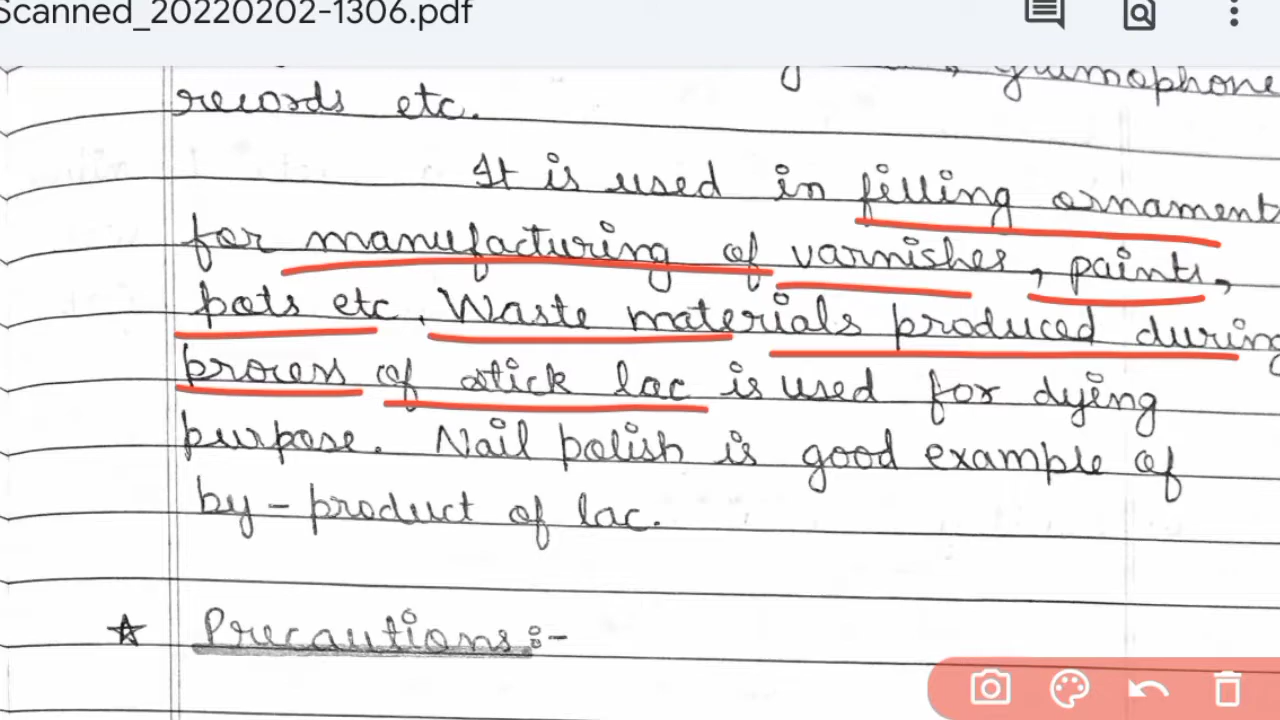 Scanned_20220202-1306.pdf
gramophone
records etc.
It is used in filling ornament
for manufacturing of varnishes, paints,
pots etc. Waste materials produced during
process of stick lac is used for dying
purpose. Nail polish is good example of
by-product of lac.
☆ Precautions:-